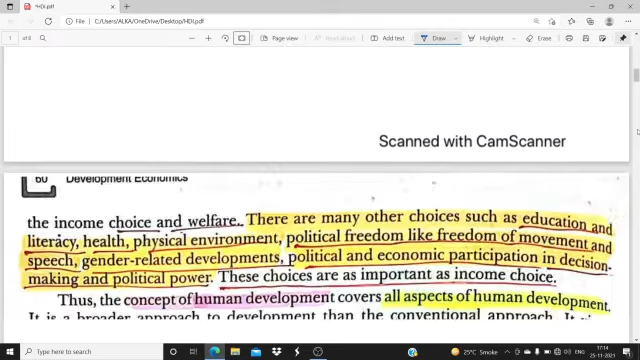 *HDI.pdf
File
C:/Users/ALKA/OneDrive/Desktop/HDI.pdf
1 of 8
Page view
Read aloud
Add text
Draw
Highlight
Erase
Scanned with CamScanner
60 Development Economics
the income choice and welfare. There are many other choices such as education and
literacy, health, physical environment, political freedom like freedom of movement and
speech, gender-related developments, political and economic participation in decision-
making and political power. These choices are as important as income choice.
Thus, the concept of human development covers all aspects of human development.
It is a broader approach to development than the conventional approach. It
Type here to search
25°C Smoke
ENG
17:14
25-11-2021